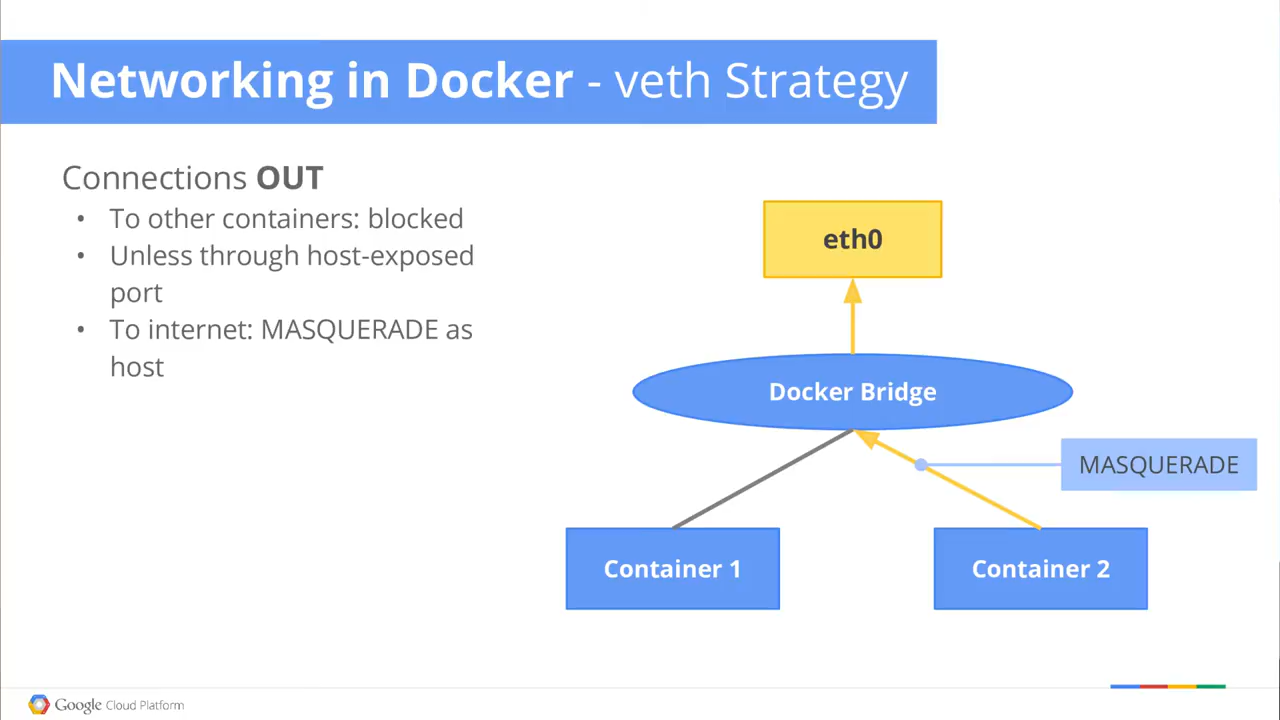 Networking in Docker - veth Strategy
Connections OUT
• To other containers: blocked
• Unless through host-exposed
port
• To internet: MASQUERADE as
host
eth0
Docker Bridge
MASQUERADE
Container 1
Container 2
Google Cloud Platform